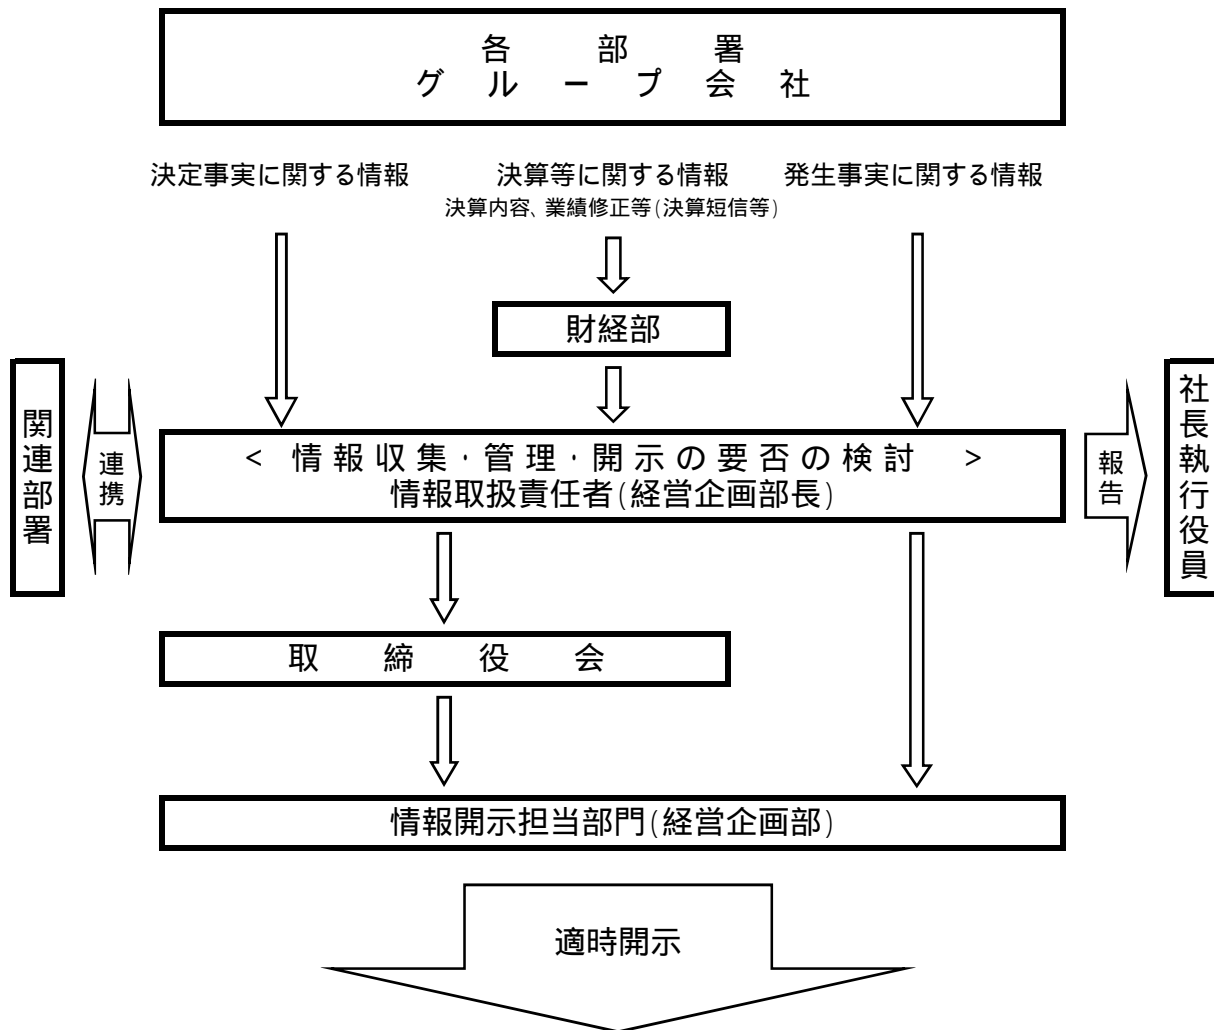 各部署
グループ会社
決定事実に関する情報
決算等に関する情報
発生事実に関する情報
決算内容、業績修正等(決算短信等)
財経部
関連部署
連携
< 情報収集・管理・開示の要否の検討 >
情報取扱責任者(経営企画部長)
報告
社長執行役員
取締役会
情報開示担当部門(経営企画部)
適時開示